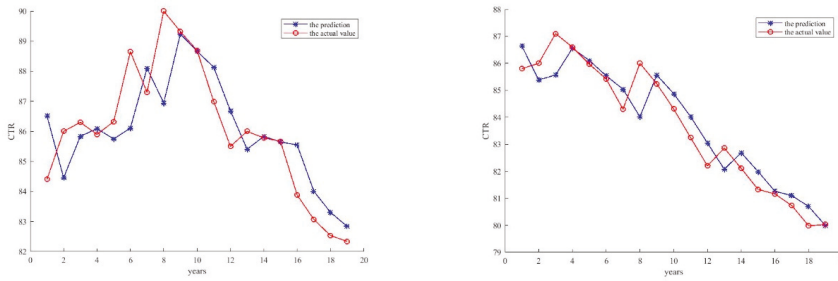 90
89
88
87
86
85
84
83
82
CTR
0 2 4 6 8 10 12 14 16 18 20
years
the prediction
the actual value
88
87
86
85
84
83
82
81
80
79
CTR
0 2 4 6 8 10 12 14 16 18
years
the prediction
the actual value